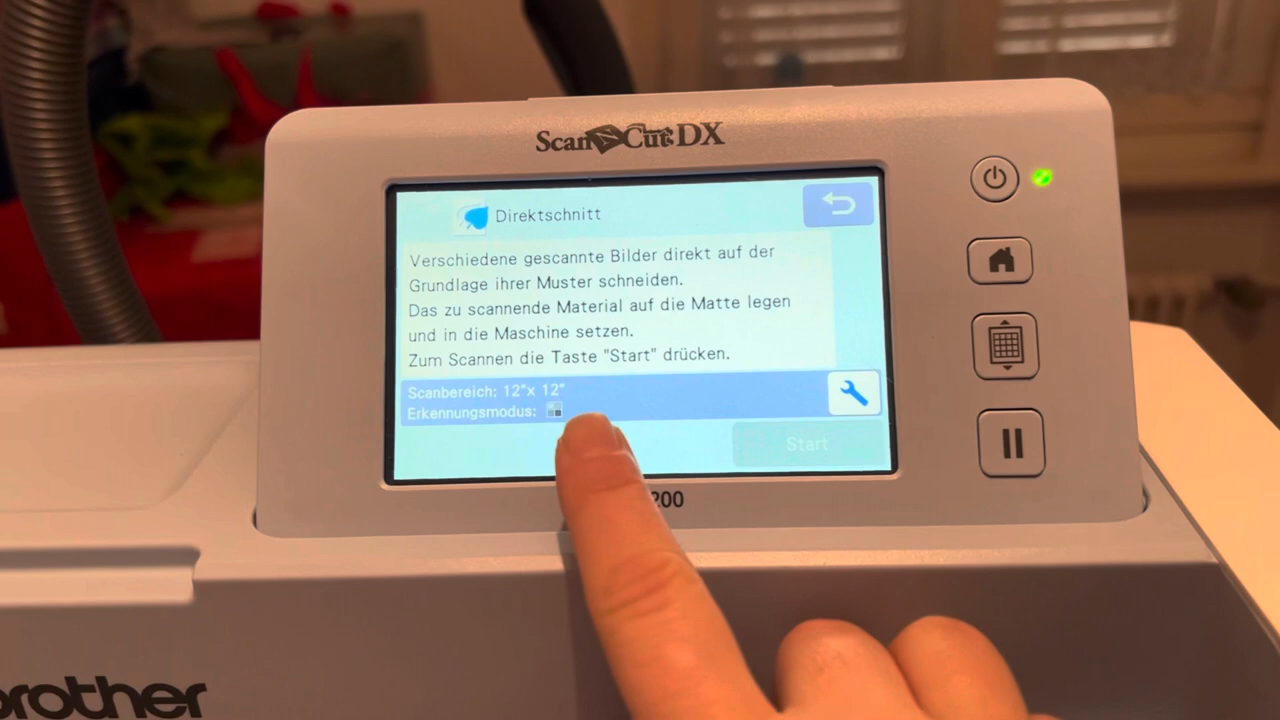 ScanNCut DX
Direktschnitt
Verschiedene gescannte Bilder direkt auf der
Grundlage ihrer Muster schneiden.
Das zu scannende Material auf die Matte legen
und in die Maschine setzen.
Zum Scannen die Taste "Start" drücken.
Scanbereich: 12"x 12"
Erkennungsmodus:
Start
200
brother